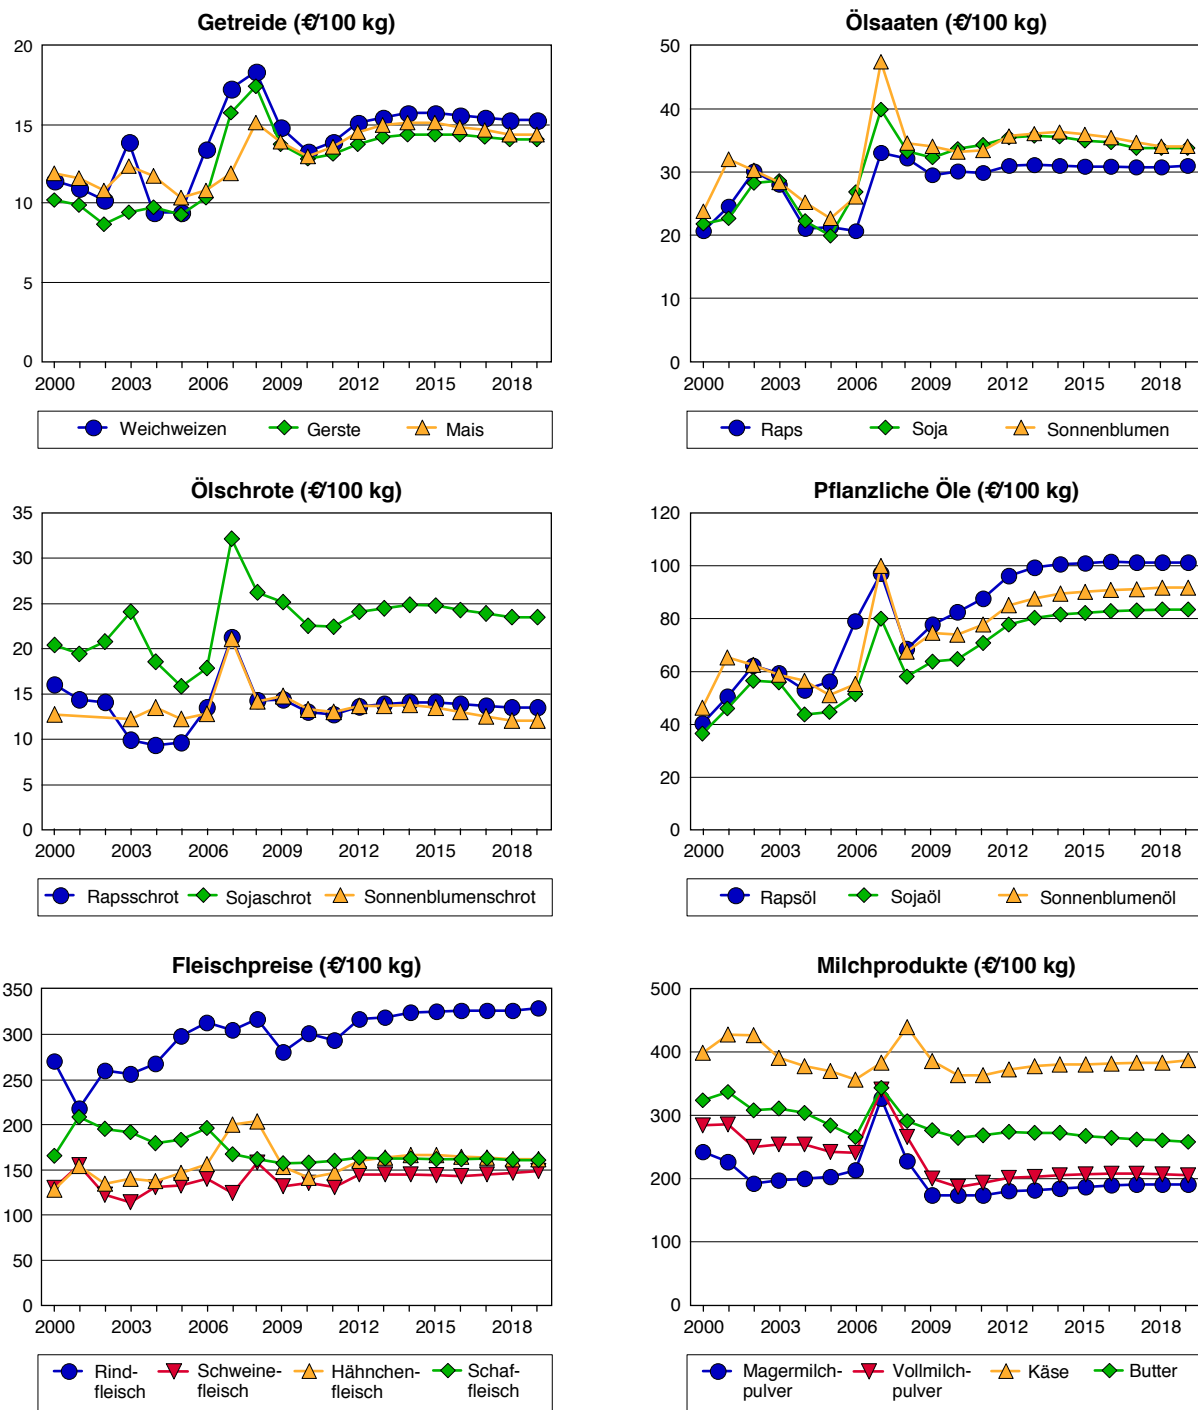 Getreide (€/100 kg)
20
15
10
5
0
2000 2003 2006 2009 2012 2015 2018
Weichweizen Gerste Mais
Ölsaaten (€/100 kg)
50
40
30
20
10
0
2000 2003 2006 2009 2012 2015 2018
Raps Soja Sonnenblumen
Ölschrote (€/100 kg)
35
30
25
20
15
10
5
0
2000 2003 2006 2009 2012 2015 2018
Rapsschrot Sojaschrot Sonnenblumenschrot
Pflanzliche Öle (€/100 kg)
120
100
80
60
40
20
0
2000 2003 2006 2009 2012 2015 2018
Rapsöl Sojaöl Sonnenblumenöl
Fleischpreise (€/100 kg)
350
300
250
200
150
100
50
0
2000 2003 2006 2009 2012 2015 2018
Rind- Schweine- Hähnchen- Schaf-
fleisch fleisch fleisch fleisch
Milchprodukte (€/100 kg)
500
400
300
200
100
0
2000 2003 2006 2009 2012 2015 2018
Magermilch- Vollmilch- Käse Butter
pulver pulver